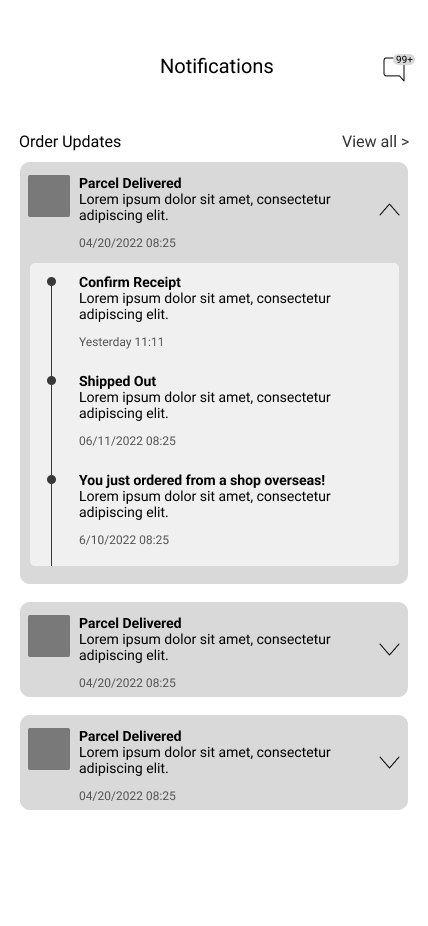 Notifications
99+
Order Updates
View all >
Parcel Delivered
Lorem ipsum dolor sit amet, consectetur
adipiscing elit.
04/20/2022 08:25
Confirm Receipt
Lorem ipsum dolor sit amet, consectetur
adipiscing elit.
Yesterday 11:11
Shipped Out
Lorem ipsum dolor sit amet, consectetur
adipiscing elit.
06/11/2022 08:25
You just ordered from a shop overseas!
Lorem ipsum dolor sit amet, consectetur
adipiscing elit.
6/10/2022 08:25
Parcel Delivered
Lorem ipsum dolor sit amet, consectetur
adipiscing elit.
04/20/2022 08:25
Parcel Delivered
Lorem ipsum dolor sit amet, consectetur
adipiscing elit.
04/20/2022 08:25